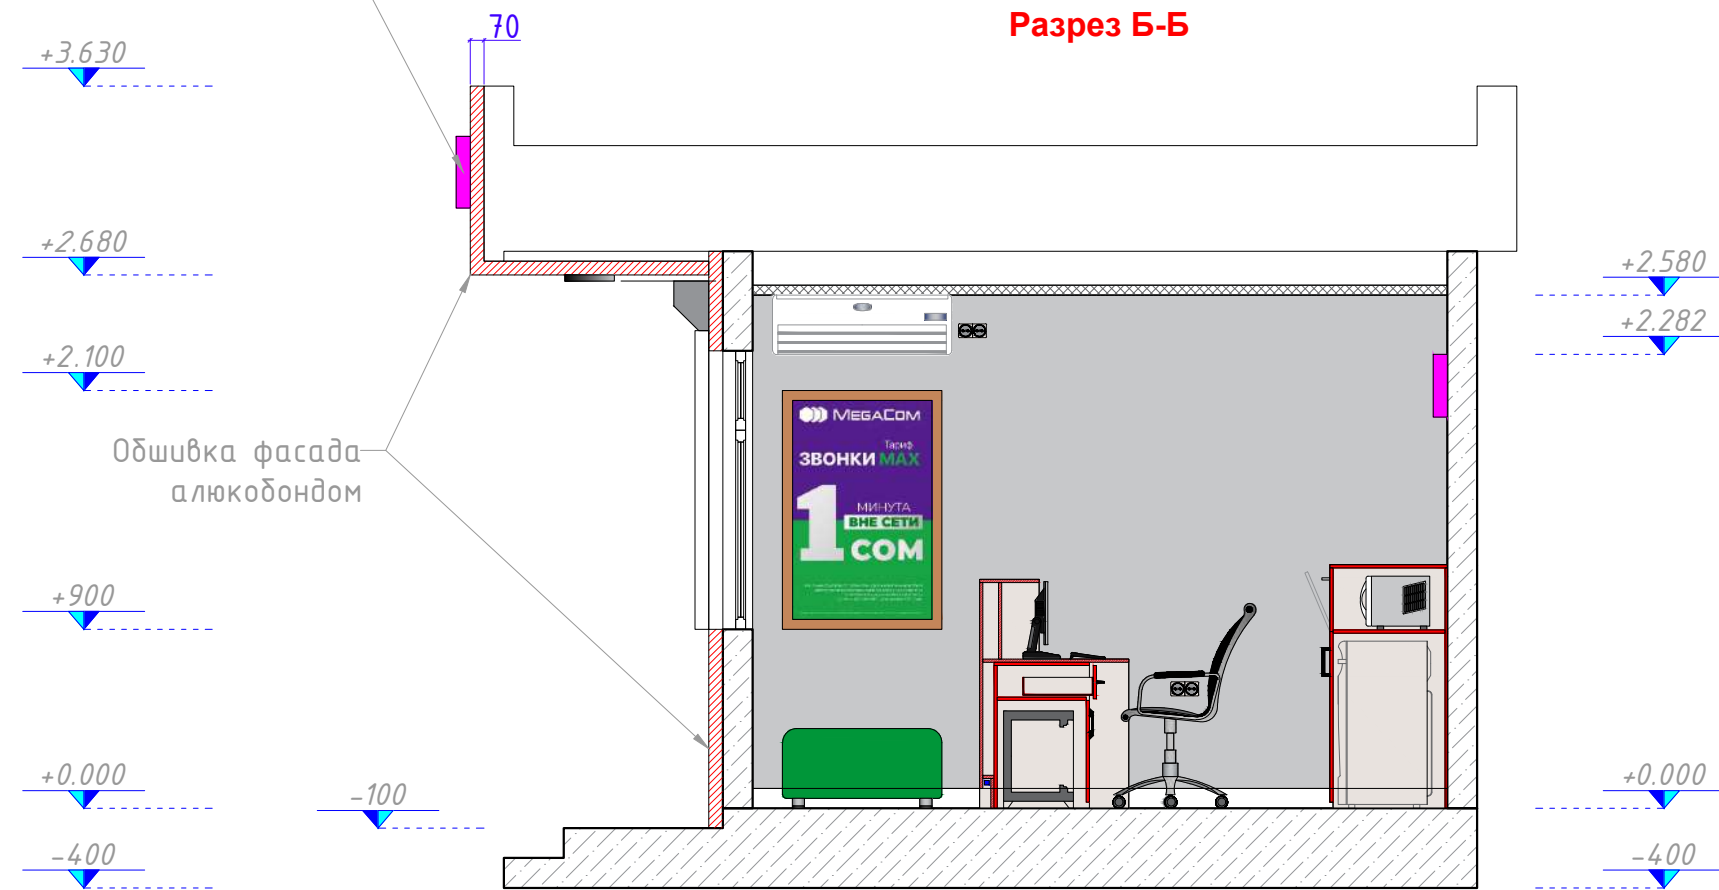 Разрез Б-Б
70
+3.630
+2.680
+2.580
+2.282
+2.100
MEGACOM
Тариф
ЗВОНКИ MAX
Обшивка фасада
алюкобондом
1
МИНУТА
ВНЕ СЕТИ
СОМ
+900
+0.000
-100
+0.000
-400
-400